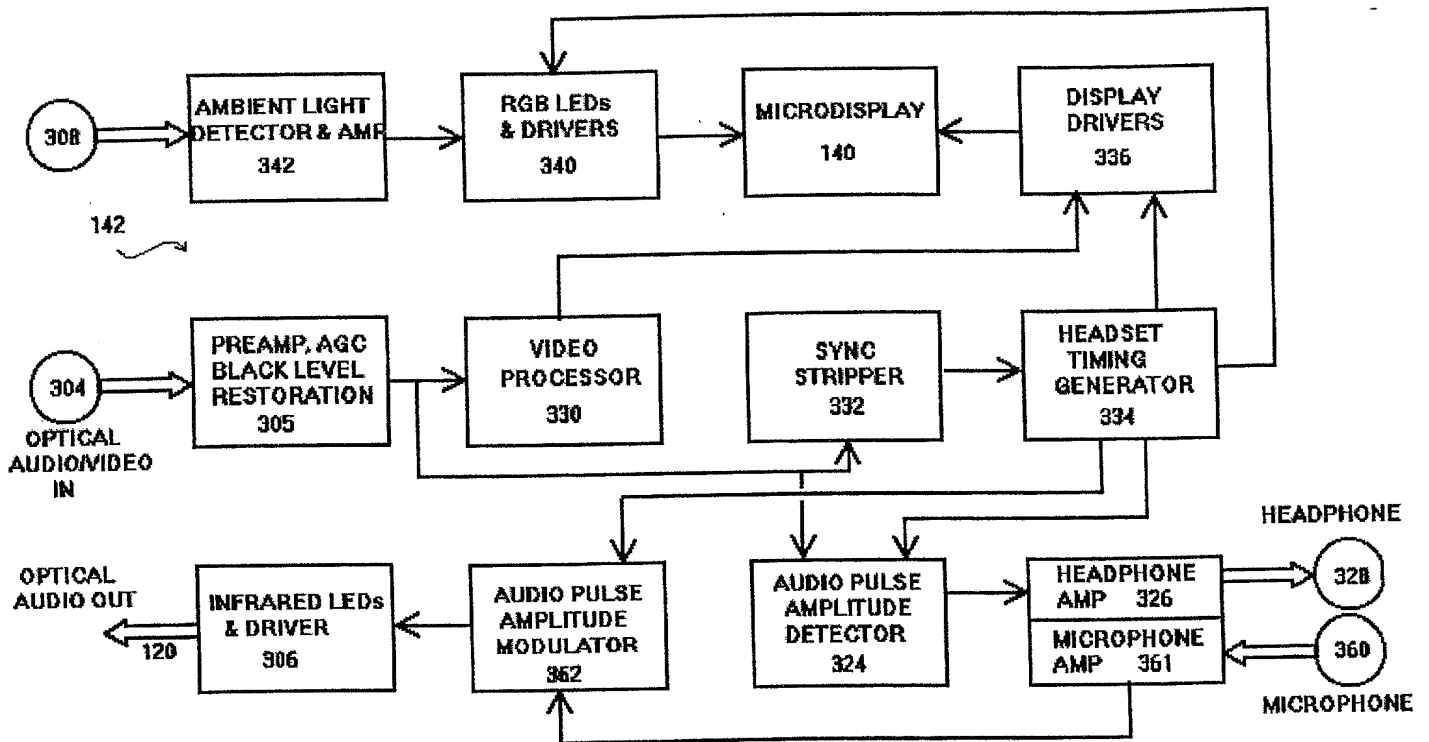 308
AMBIENT LIGHT
DETECTOR & AMP
342
RGB LEDs
& DRIVERS
340
MICRODISPLAY
140
DISPLAY
DRIVERS
336
142
304
OPTICAL
AUDIO/VIDEO
IN
PREAMP, AGC
BLACK LEVEL
RESTORATION
305
VIDEO
PROCESSOR
330
SYNC
STRIPPER
332
HEADSET
TIMING
GENERATOR
334
OPTICAL
AUDIO OUT
120
INFRARED LEDs
& DRIVER
306
AUDIO PULSE
AMPLITUDE
MODULATOR
362
AUDIO PULSE
AMPLITUDE
DETECTOR
324
HEADPHONE
AMP 326
MICROPHONE
AMP 361
HEADPHONE
328
360
MICROPHONE